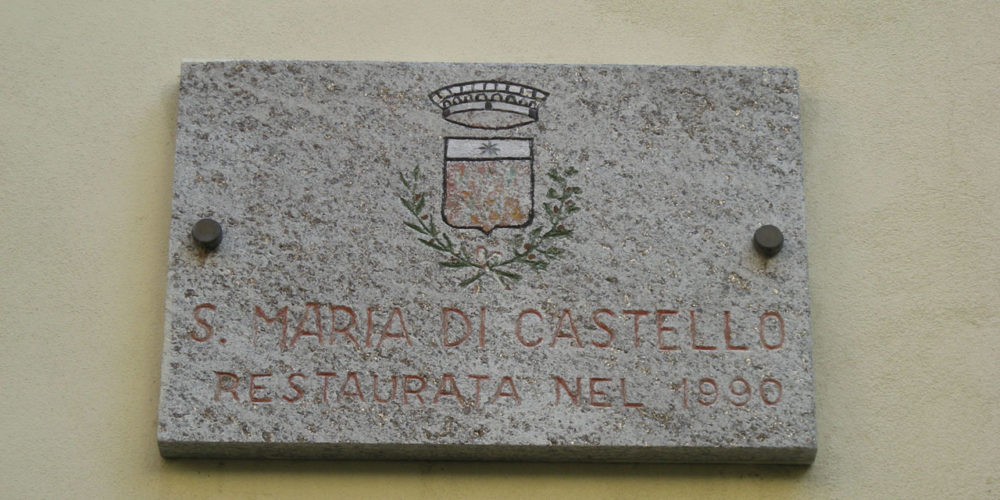 S. MARIA DI CASTELLO
RESTAURATA NEL 1990